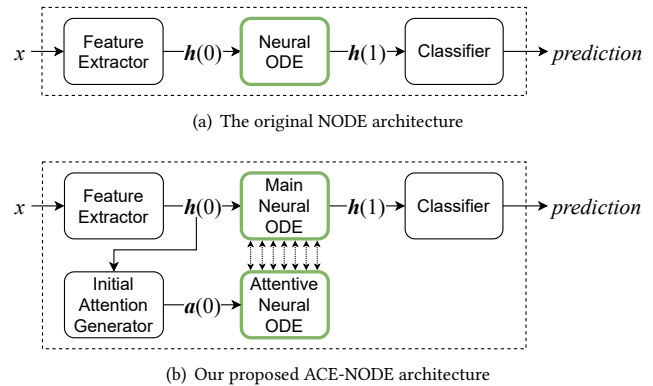 x
Feature
Extractor
h(0)
Neural
ODE
h(1)
Classifier
prediction
(a) The original NODE architecture
x
Feature
Extractor
h(0)
Main
Neural
ODE
h(1)
Classifier
prediction
Initial
Attention
Generator
a(0)
Attentive
Neural
ODE
(b) Our proposed ACE-NODE architecture